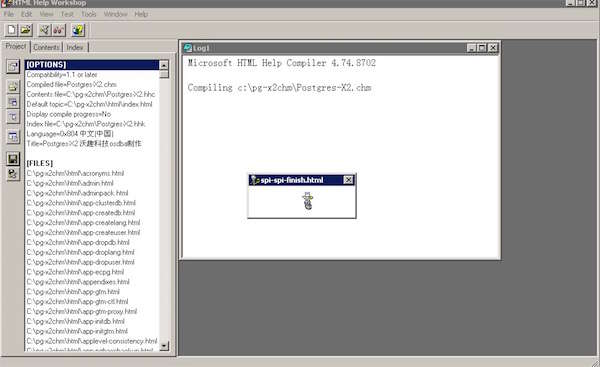 HTML Help Workshop
File Edit View Test Tools Window Help
Project Contents Index
[OPTIONS]
Compatibility=1.1 or later
Compiled file=Postgres-X2.chm
Contents file=C:\pg-x2chm\Postgres-X2.hhc
Default topic=C:\pg-x2chm\html\index.html
Display compile progress=No
Index file=C:\pg-x2chm\Postgres-X2.hhk
Language=0x804 中文(中国)
Title=Postgres-X2 沃趣科技osdba制作
[FILES]
C:\pg-x2chm\html\acronyms.html
C:\pg-x2chm\html\admin.html
C:\pg-x2chm\html\adminpack.html
C:\pg-x2chm\html\app-clusterdb.html
C:\pg-x2chm\html\app-createdb.html
C:\pg-x2chm\html\app-createlang.html
C:\pg-x2chm\html\app-createuser.html
C:\pg-x2chm\html\app-dropdb.html
C:\pg-x2chm\html\app-droplang.html
C:\pg-x2chm\html\app-dropuser.html
C:\pg-x2chm\html\app-ecpg.html
C:\pg-x2chm\html\appendixes.html
C:\pg-x2chm\html\app-gtm.html
C:\pg-x2chm\html\app-gtm-ctl.html
C:\pg-x2chm\html\app-gtm-proxy.html
C:\pg-x2chm\html\app-initdb.html
C:\pg-x2chm\html\app-initgtm.html
C:\pg-x2chm\html\applevel-consistency.html
Log1
Microsoft HTML Help Compiler 4.74.8702
Compiling c:\pg-x2chm\Postgres-X2.chm
spi-spi-finish.html